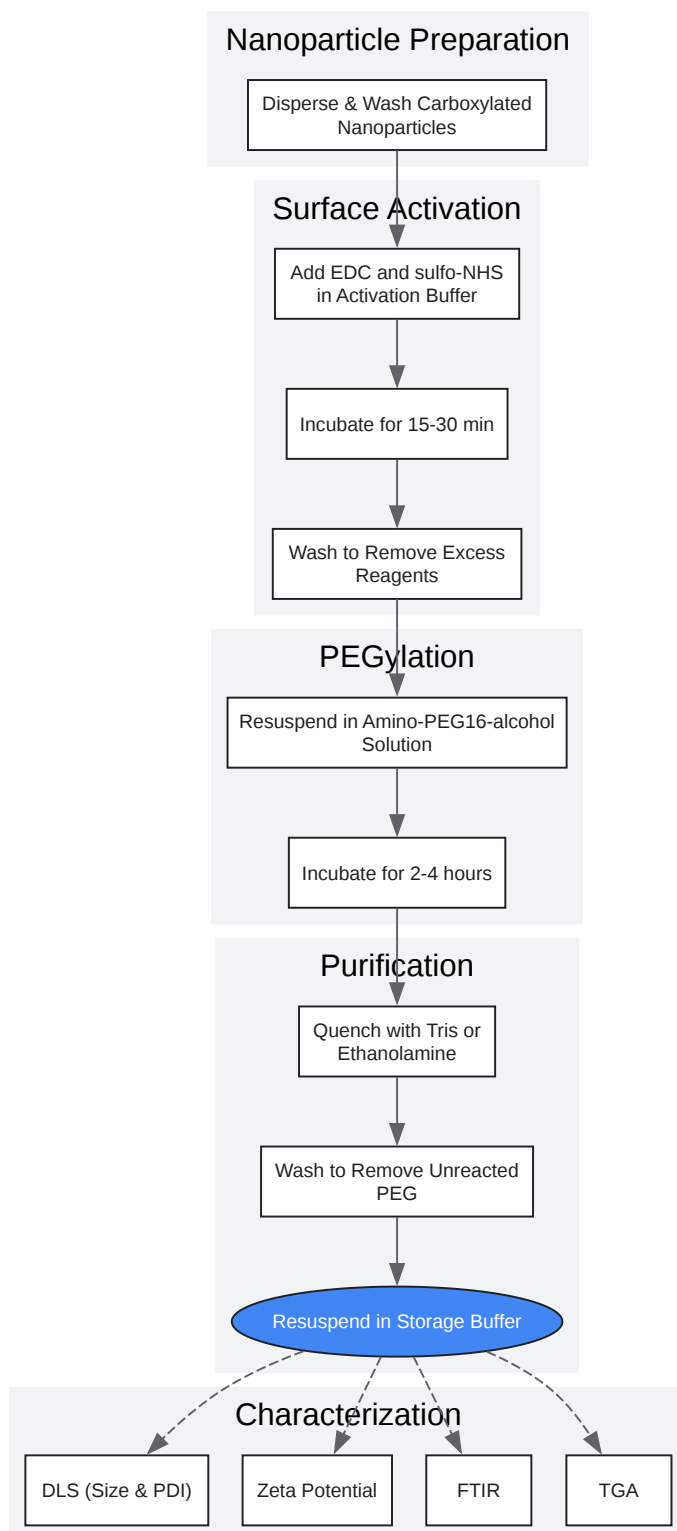 Nanoparticle Preparation
Disperse & Wash Carboxylated
Nanoparticles
Surface Activation
Add EDC and sulfo-NHS
in Activation Buffer
Incubate for 15-30 min
Wash to Remove Excess
Reagents
PEGylation
Resuspend in Amino-PEG16-alcohol
Solution
Incubate for 2-4 hours
Purification
Quench with Tris or
Ethanolamine
Wash to Remove Unreacted
PEG
Resuspend in Storage Buffer
Characterization
DLS (Size & PDI)
Zeta Potential
FTIR
TGA